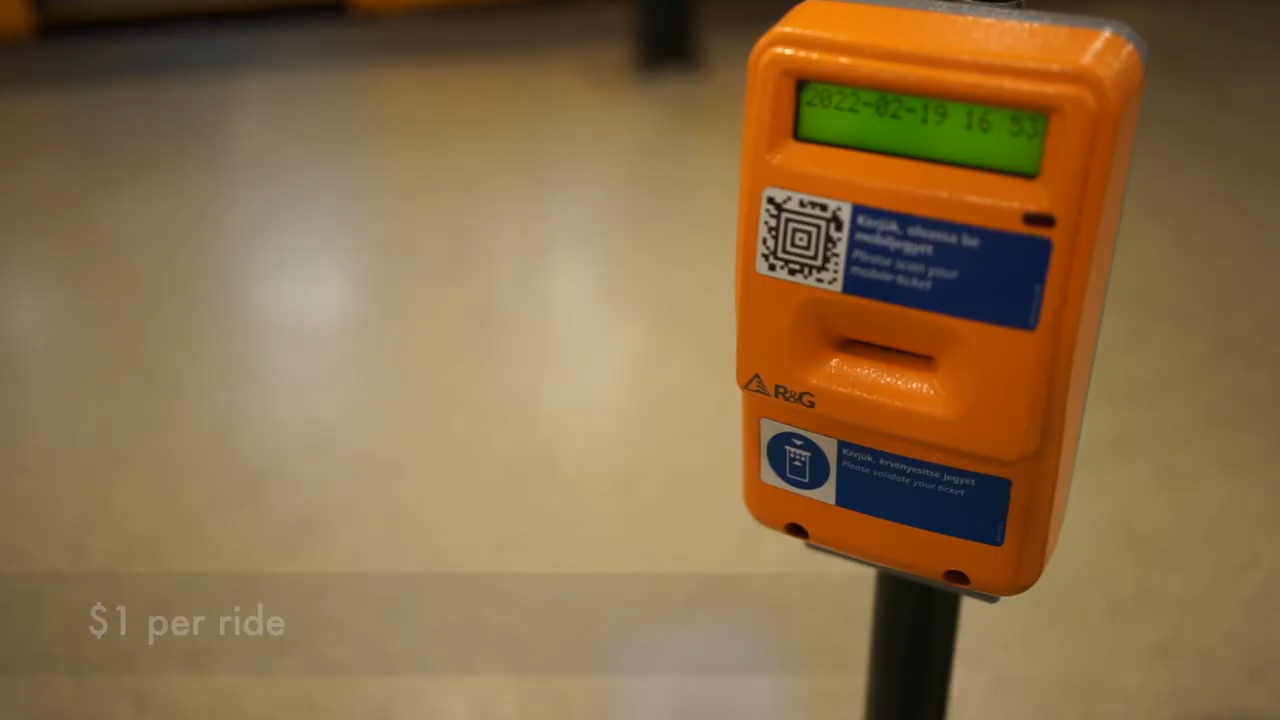 2022-02-19 16 53
Kérjük, olvassa be
mobiljegyét
Please scan your
mobile ticket
R&G
Kérjük, érvényesítse jegyét
Please validate your ticket
$1 per ride